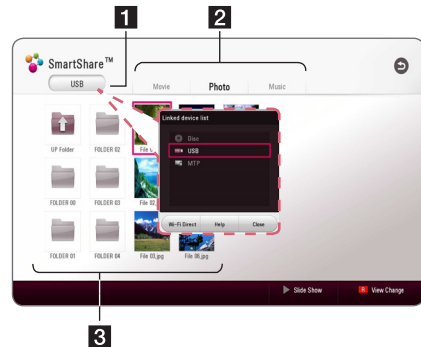 1
2
SmartShare™
USB
Movie
Photo
Music
Linked device list
Disc
USB
MTP
Wi-Fi Direct
Help
Close
UP Folder
FOLDER 02
FOLDER 00
FOLDER 03
File 02.
FOLDER 01
FOLDER 04
File 03.jpg
File 06.jpg
Slide Show
R View Change
3